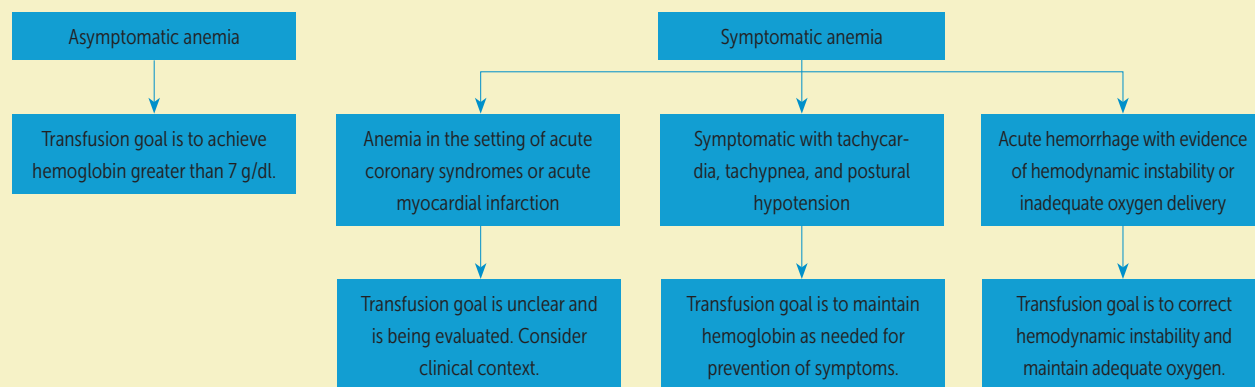 Asymptomatic anemia
Transfusion goal is to achieve
hemoglobin greater than 7 g/dl.
Symptomatic anemia
Anemia in the setting of acute
coronary syndromes or acute
myocardial infarction
Transfusion goal is unclear and
is being evaluated. Consider
clinical context.
Symptomatic with tachycar-
dia, tachypnea, and postural
hypotension
Transfusion goal is to maintain
hemoglobin as needed for
prevention of symptoms.
Acute hemorrhage with evidence
of hemodynamic instability or
inadequate oxygen delivery
Transfusion goal is to correct
hemodynamic instability and
maintain adequate oxygen.